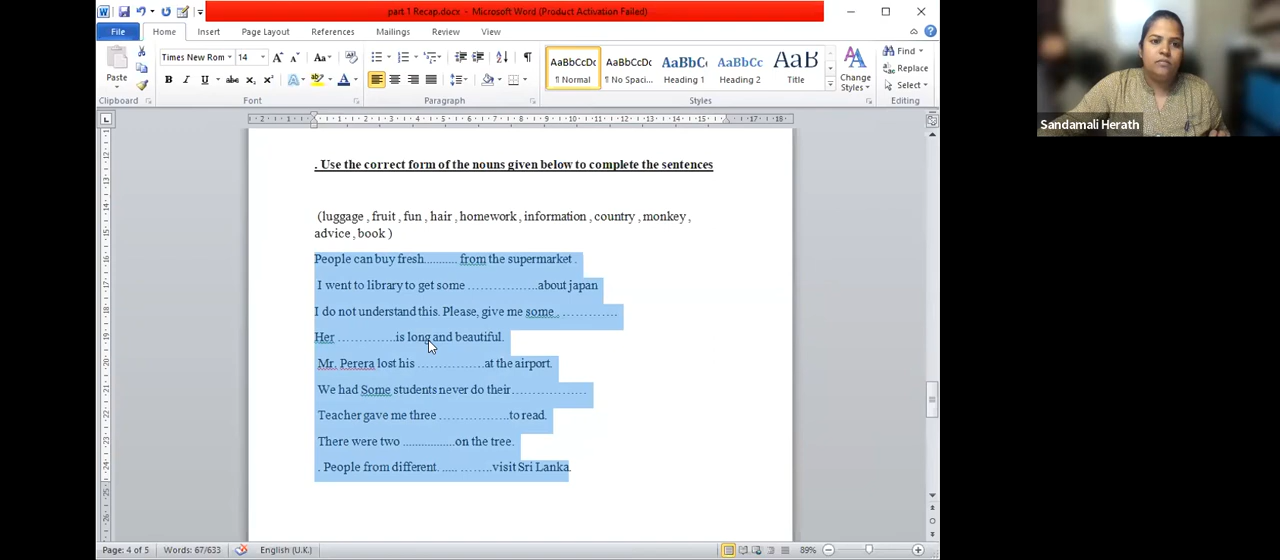 part 1 Recap.docx - Microsoft Word (Product Activation Failed)
File Home Insert Page Layout References Mailings Review View
Paste
Times New Rom 14
Clipboard Font Paragraph Styles Editing
AaBbCcDc AaBbCcDc AaBbCc AaBbCc AaB
¶ Normal ¶ No Spaci... Heading 1 Heading 2 Title
Change Styles
Find
Replace
Select
. Use the correct form of the nouns given below to complete the sentences
(luggage , fruit , fun , hair , homework , information , country , monkey ,
advice , book )
People can buy fresh.......... from the supermarket .
I went to library to get some ……………..about japan
I do not understand this. Please, give me some . ………….
Her …………..is long and beautiful.
Mr. Perera lost his ……………..at the airport.
We had Some students never do their………………
Teacher gave me three ……………..to read.
There were two .................on the tree.
. People from different. ..... ……..visit Sri Lanka.
Page: 4 of 5 Words: 67/633 English (U.K.) 89%
Sandamali Herath